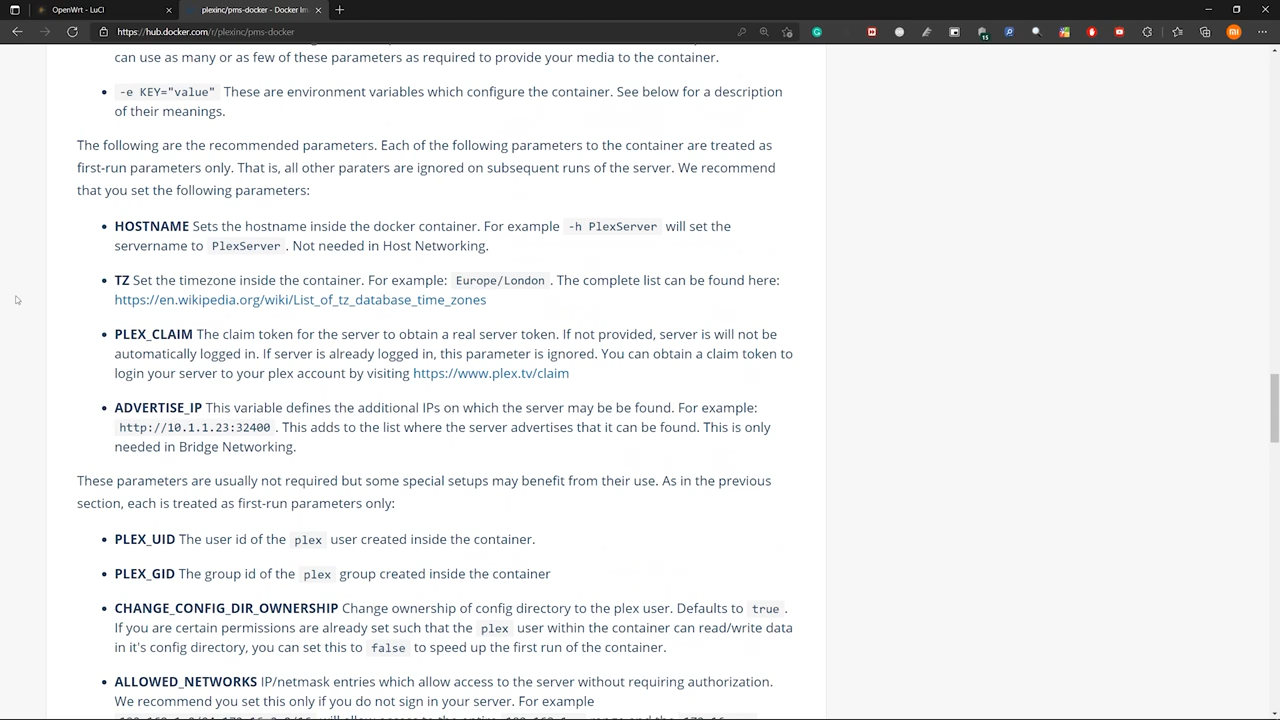 OpenWrt - LuCI
plexinc/pms-docker - Docker Im
https://hub.docker.com/r/plexinc/pms-docker
can use as many or as few of these parameters as required to provide your media to the container.
-e KEY="value" These are environment variables which configure the container. See below for a description
of their meanings.
The following are the recommended parameters. Each of the following parameters to the container are treated as
first-run parameters only. That is, all other paraters are ignored on subsequent runs of the server. We recommend
that you set the following parameters:
HOSTNAME Sets the hostname inside the docker container. For example -h PlexServer will set the
servername to PlexServer . Not needed in Host Networking.
TZ Set the timezone inside the container. For example: Europe/London . The complete list can be found here:
https://en.wikipedia.org/wiki/List_of_tz_database_time_zones
PLEX_CLAIM The claim token for the server to obtain a real server token. If not provided, server is will not be
automatically logged in. If server is already logged in, this parameter is ignored. You can obtain a claim token to
login your server to your plex account by visiting https://www.plex.tv/claim
ADVERTISE_IP This variable defines the additional IPs on which the server may be be found. For example:
http://10.1.1.23:32400 . This adds to the list where the server advertises that it can be found. This is only
needed in Bridge Networking.
These parameters are usually not required but some special setups may benefit from their use. As in the previous
section, each is treated as first-run parameters only:
PLEX_UID The user id of the plex user created inside the container.
PLEX_GID The group id of the plex group created inside the container
CHANGE_CONFIG_DIR_OWNERSHIP Change ownership of config directory to the plex user. Defaults to true .
If you are certain permissions are already set such that the plex user within the container can read/write data
in it's config directory, you can set this to false to speed up the first run of the container.
ALLOWED_NETWORKS IP/netmask entries which allow access to the server without requiring authorization.
We recommend you set this only if you do not sign in your server. For example